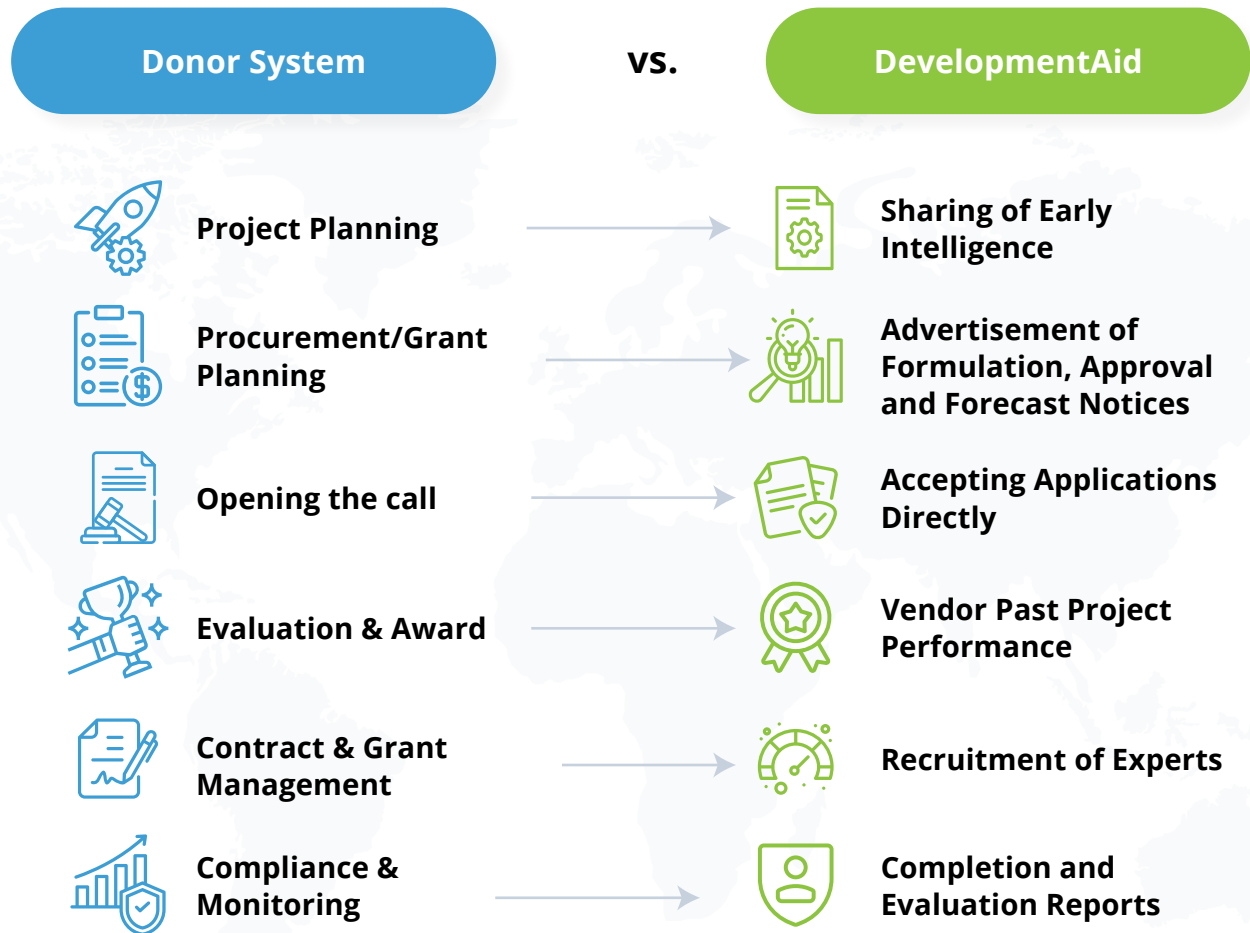 Donor System
vs.
DevelopmentAid
Project Planning
Sharing of Early
Intelligence
Procurement/Grant
Planning
$
Advertisement of
Formulation, Approval
and Forecast Notices
Opening the call
Accepting Applications
Directly
Evaluation & Award
Vendor Past Project
Performance
Contract & Grant
Management
Recruitment of Experts
Compliance &
Monitoring
Completion and
Evaluation Reports